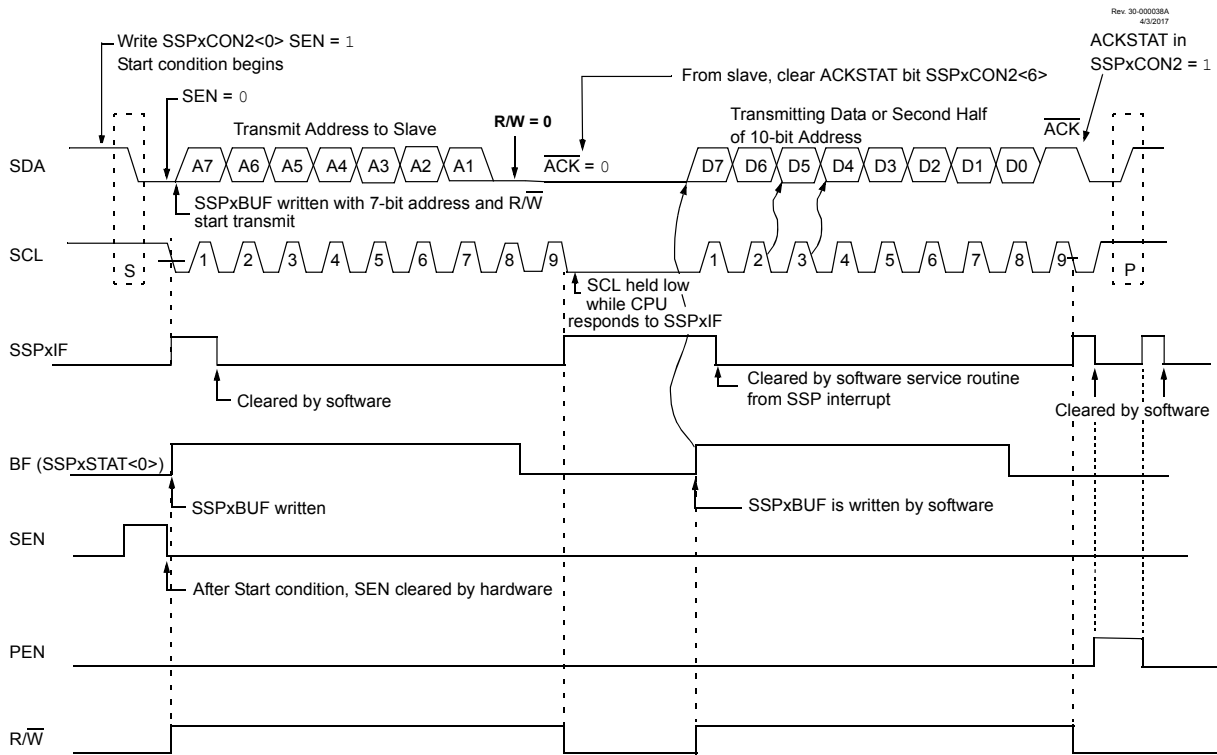 Rev. 30-000038A
4/3/2017
Write SSPxCON2<0> SEN = 1
Start condition begins
ACKSTAT in
SSPxCON2 = 1
From slave, clear ACKSTAT bit SSPxCON2<6>
SEN = 0
Transmit Address to Slave
R/W = 0
Transmitting Data or Second Half
of 10-bit Address
ACK
SDA
A7 A6 A5 A4 A3 A2 A1
ACK = 0
D7 D6 D5 D4 D3 D2 D1 D0
SSPxBUF written with 7-bit address and R/W
start transmit
SCL
S
1 2 3 4 5 6 7 8 9
1 2 3 4 5 6 7 8 9
P
SCL held low
while CPU
responds to SSPxIF
SSPxIF
Cleared by software
Cleared by software service routine
from SSP interrupt
Cleared by software
BF (SSPxSTAT<0>)
SSPxBUF written
SSPxBUF is written by software
SEN
After Start condition, SEN cleared by hardware
PEN
R/W